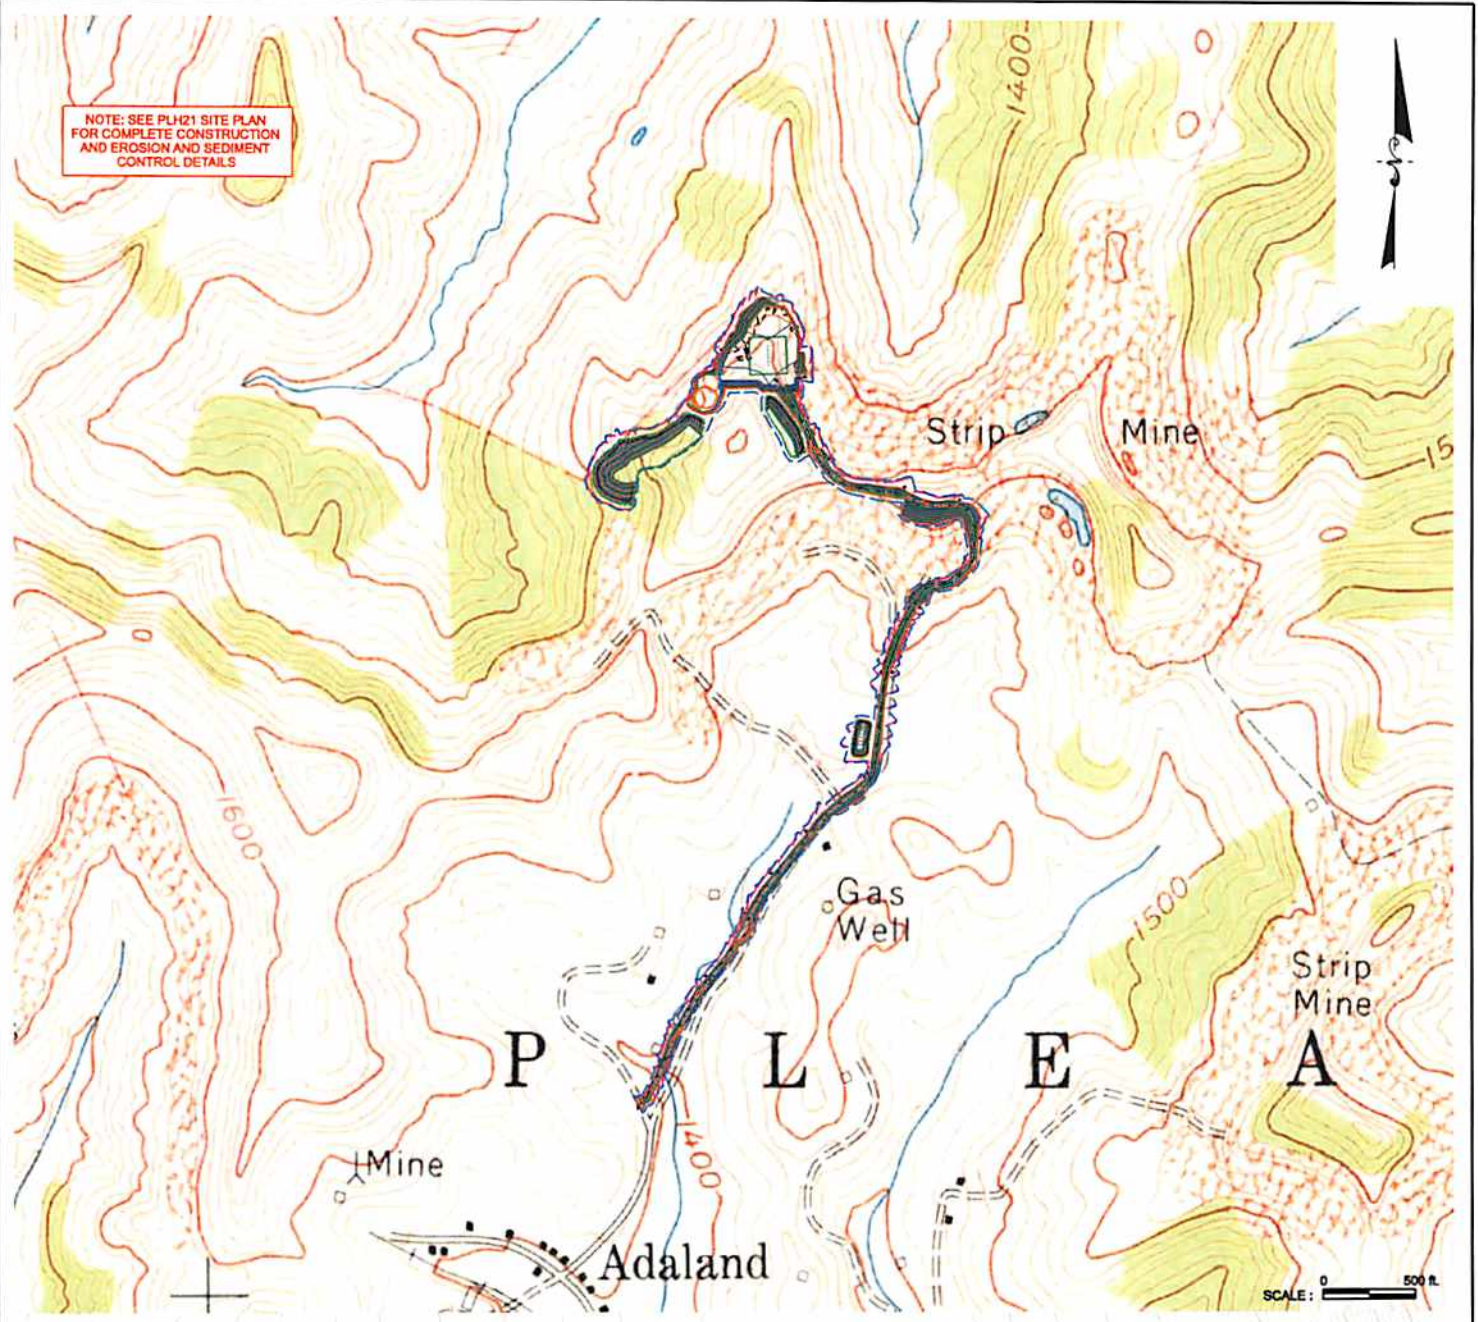 NOTE: SEE PLH21 SITE PLAN
FOR COMPLETE CONSTRUCTION
AND EROSION AND SEDIMENT
CONTROL DETAILS
1400
N
Strip
Mine
15
1600
Gas
Well
1500
Strip
Mine
P L E A
1400
Mine
Adaland
0 500 ft.
SCALE :